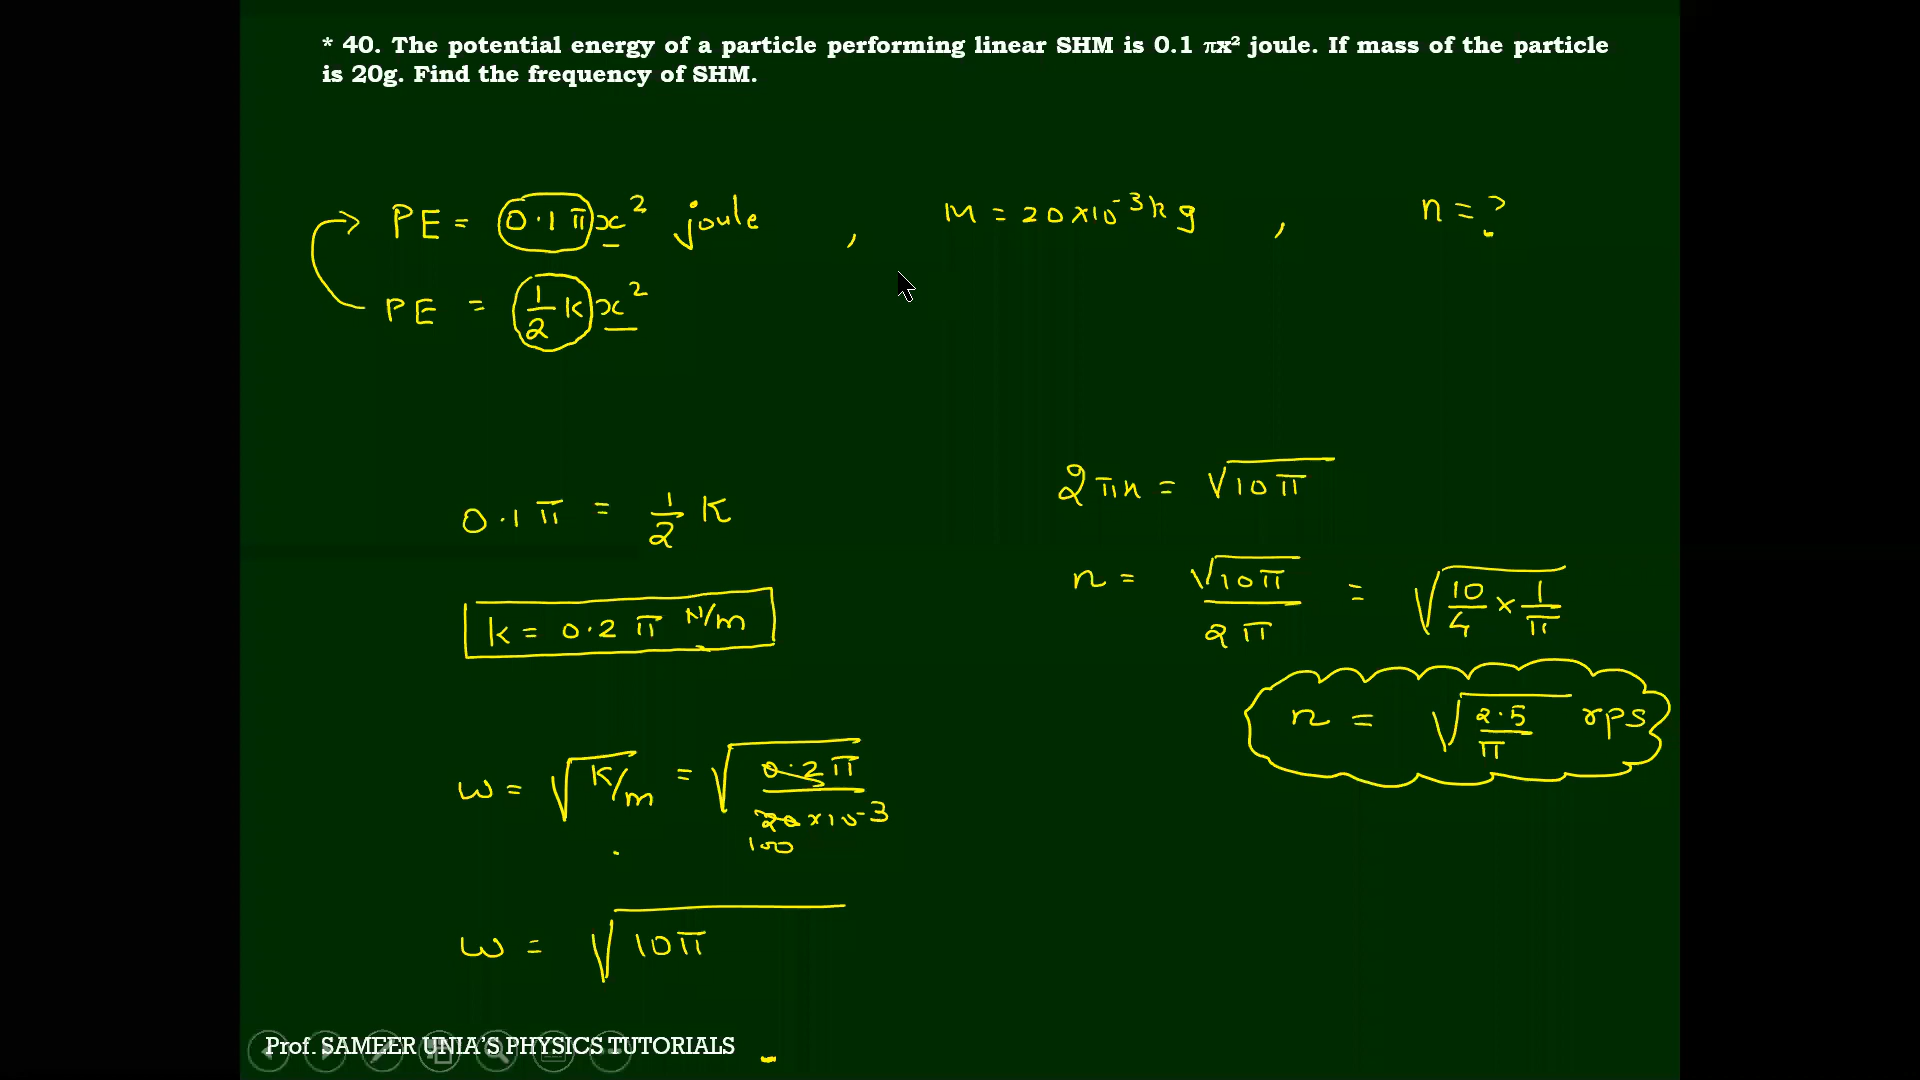 * 40. The potential energy of a particle performing linear SHM is 0.1 πx² joule. If mass of the particle
is 20g. Find the frequency of SHM.
PE = 0.1 π x² joule , m = 20 x 10⁻³ kg , n = ?
PE = 1/2 k x²
0.1 π = 1/2 K
k = 0.2 π N/m
ω = √K/m = √0.2 π / 20 x 10⁻³
100
ω = √10π
2πn = √10π
n = √10π / 2π = √10/4 x 1/π
n = √2.5/π rps
Prof. SAMEER UNIA'S PHYSICS TUTORIALS